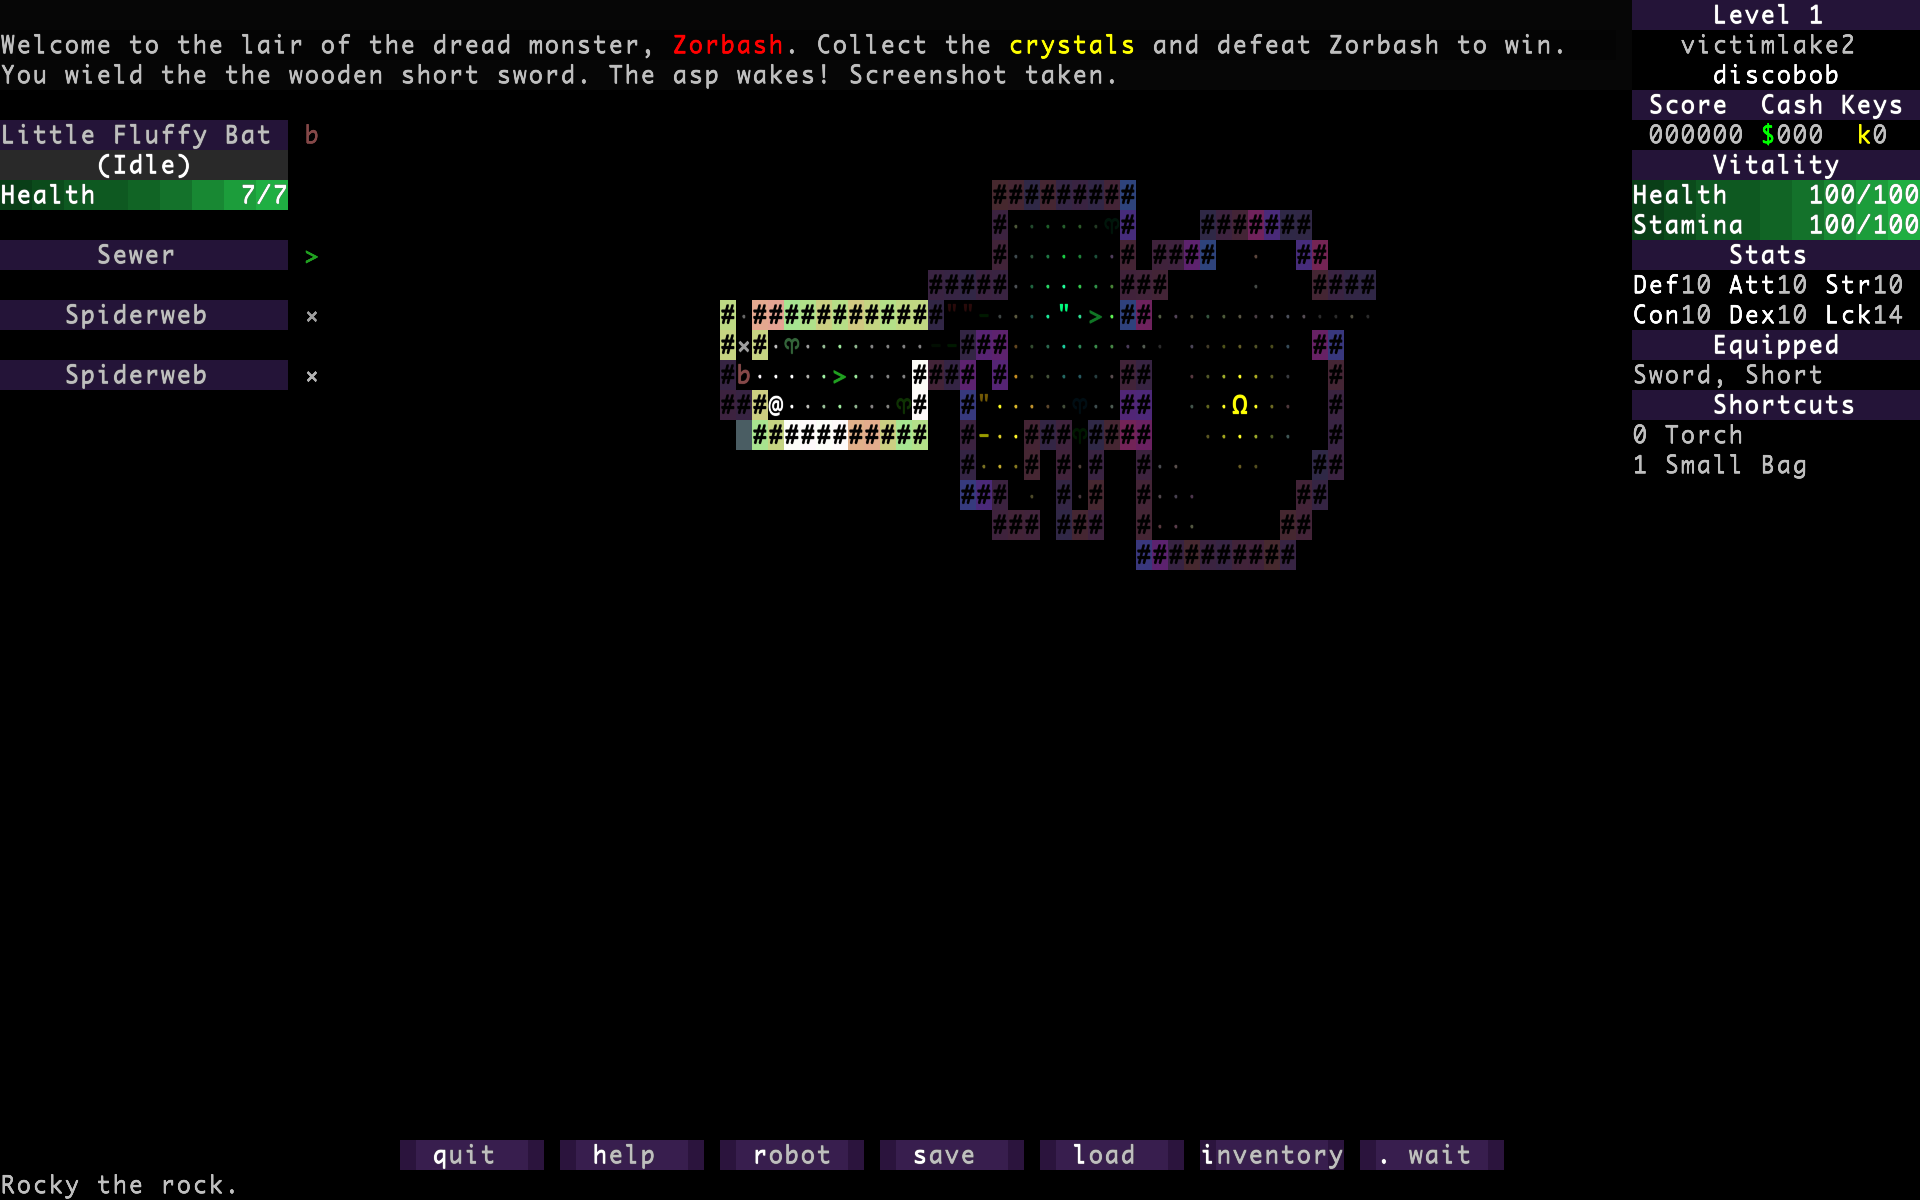 Level 1
Welcome to the lair of the dread monster, Zorbash. Collect the crystals and defeat Zorbash to win.
victimlake2
You wield the the wooden short sword. The asp wakes! Screenshot taken.
discobob
Score Cash Keys
000000 $000 k0
Little Fluffy Bat b
(Idle)
Health 7/7
Sewer >
Spiderweb ×
Spiderweb ×
Vitality
Health 100/100
Stamina 100/100
Stats
Def10 Att10 Str10
Con10 Dex10 Lck14
Equipped
Sword, Short
Shortcuts
0 Torch
1 Small Bag
quit help robot save load inventory . wait
Rocky the rock.